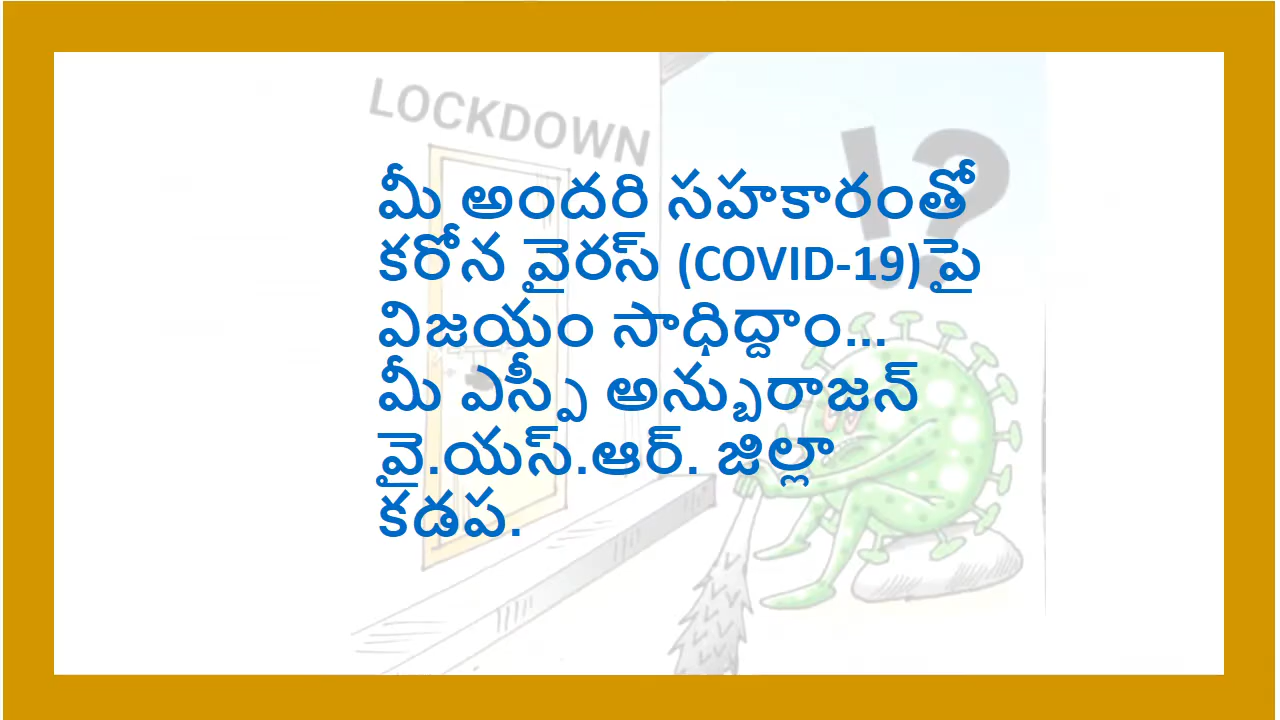 LOCKDOWN
!?
మీ అందరి సహకారంతో
కరోన వైరస్ (COVID-19)పై
విజయం సాధిద్దాం...
మీ ఎస్పీ అన్బురాజన్
వై.యస్.ఆర్. జిల్లా
కడప.